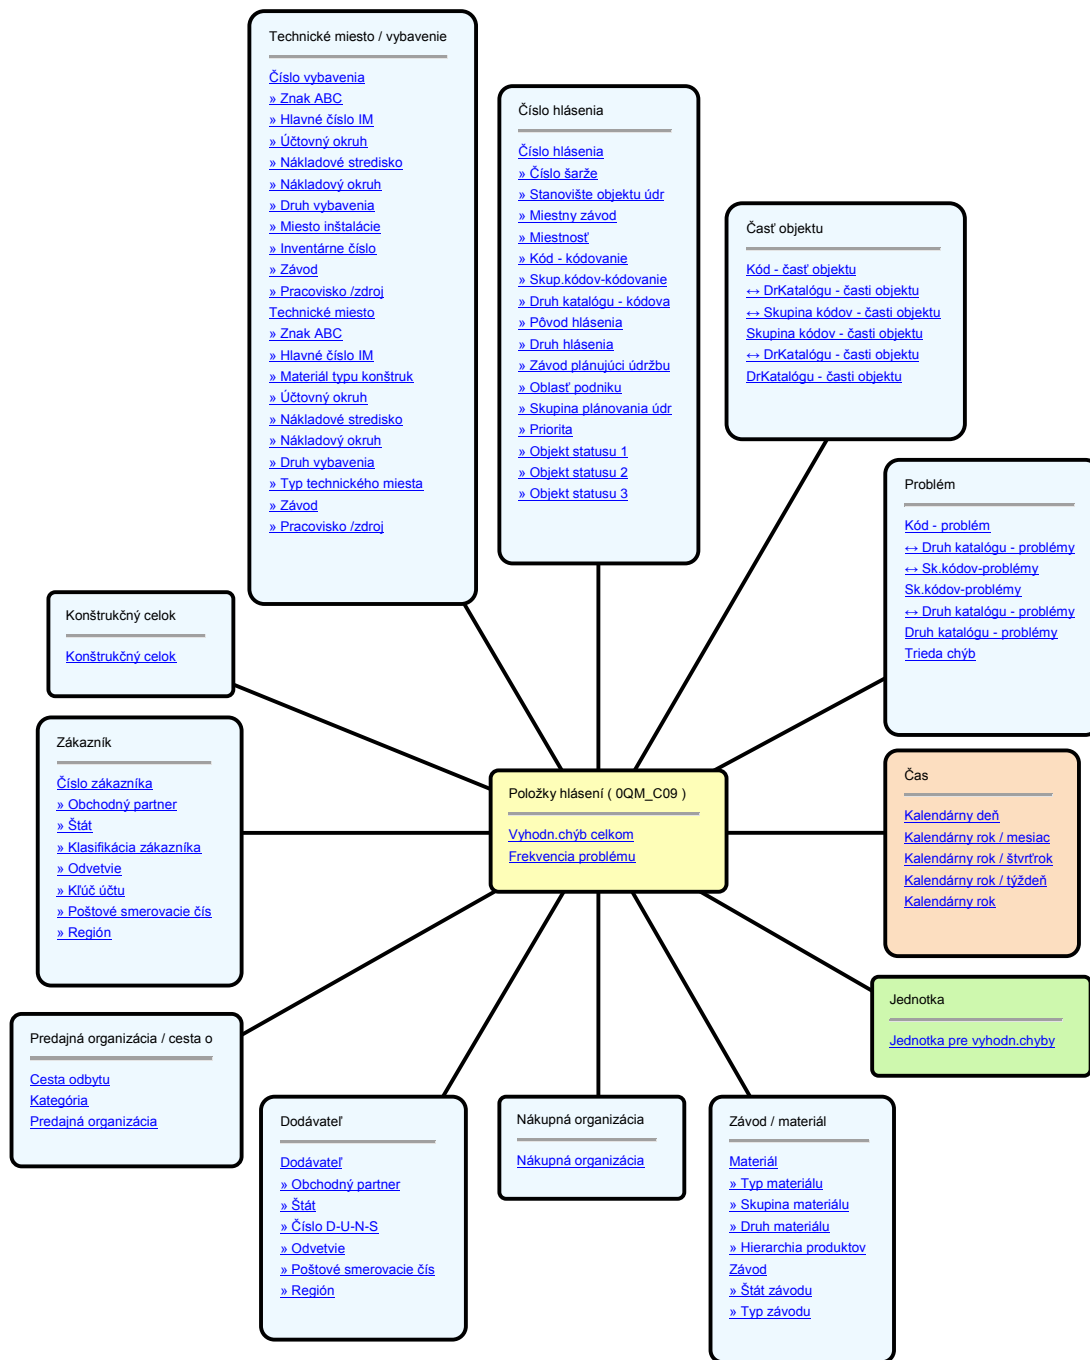 Technické miesto / vybavenie
Číslo vybavenia
» Znak ABC
» Hlavné číslo IM
» Účtovný okruh
» Nákladové stredisko
» Nákladový okruh
» Druh vybavenia
» Miesto inštalácie
» Inventárne číslo
» Závod
» Pracovisko /zdroj
Technické miesto
» Znak ABC
» Hlavné číslo IM
» Materiál typu konštruk
» Účtovný okruh
» Nákladové stredisko
» Nákladový okruh
» Druh vybavenia
» Typ technického miesta
» Závod
» Pracovisko /zdroj
Číslo hlásenia
Číslo hlásenia
» Číslo šarže
» Stanovište objektu údr
» Miestny závod
» Miestnosť
» Kód - kódovanie
» Skup.kódov-kódovanie
» Druh katalógu - kódova
» Pôvod hlásenia
» Druh hlásenia
» Závod plánujúci údržbu
» Oblasť podniku
» Skupina plánovania údr
» Priorita
» Objekt statusu 1
» Objekt statusu 2
» Objekt statusu 3
Časť objektu
Kód - časť objektu
↔ DrKatalógu - časti objektu
↔ Skupina kódov - časti objektu
Skupina kódov - časti objektu
↔ DrKatalógu - časti objektu
DrKatalógu - časti objektu
Problém
Kód - problém
↔ Druh katalógu - problémy
↔ Sk.kódov-problémy
Sk.kódov-problémy
↔ Druh katalógu - problémy
Druh katalógu - problémy
Trieda chýb
Konštrukčný celok
Konštrukčný celok
Zákazník
Číslo zákazníka
» Obchodný partner
» Štát
» Klasifikácia zákazníka
» Odvetvie
» Kľúč účtu
» Poštové smerovacie čís
» Región
Položky hlásení ( 0QM_C09 )
Vyhodn.chýb celkom
Frekvencia problému
Čas
Kalendárny deň
Kalendárny rok / mesiac
Kalendárny rok / štvrťrok
Kalendárny rok / týždeň
Kalendárny rok
Jednotka
Jednotka pre vyhodn.chyby
Predajná organizácia / cesta o
Cesta odbytu
Kategória
Predajná organizácia
Dodávateľ
Dodávateľ
» Obchodný partner
» Štát
» Číslo D-U-N-S
» Odvetvie
» Poštové smerovacie čís
» Región
Nákupná organizácia
Nákupná organizácia
Závod / materiál
Materiál
» Typ materiálu
» Skupina materiálu
» Druh materiálu
» Hierarchia produktov
Závod
» Štát závodu
» Typ závodu